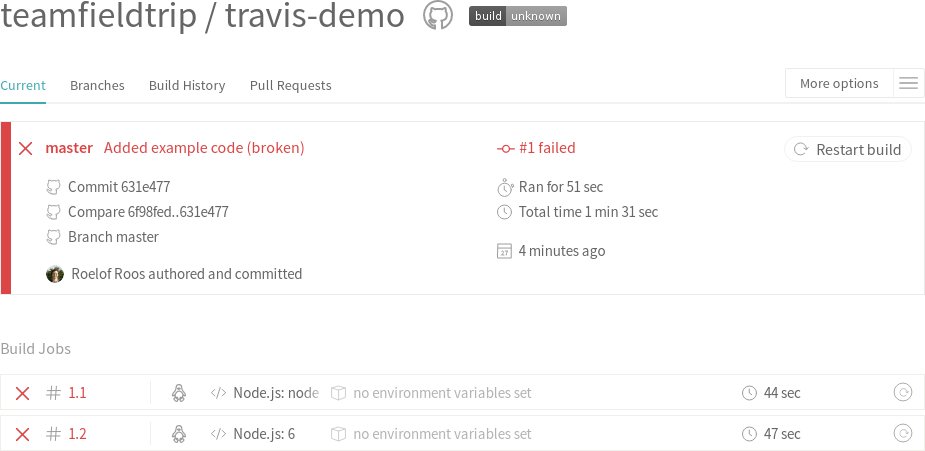 teamfieldtrip / travis-demo build unknown
Current Branches Build History Pull Requests More options
master Added example code (broken) #1 failed Restart build
Commit 631e477 Ran for 51 sec
Compare 6f98fed..631e477 Total time 1 min 31 sec
Branch master
4 minutes ago
Roelof Roos authored and committed
Build Jobs
# 1.1 </> Node.js: node no environment variables set 44 sec
# 1.2 </> Node.js: 6 no environment variables set 47 sec